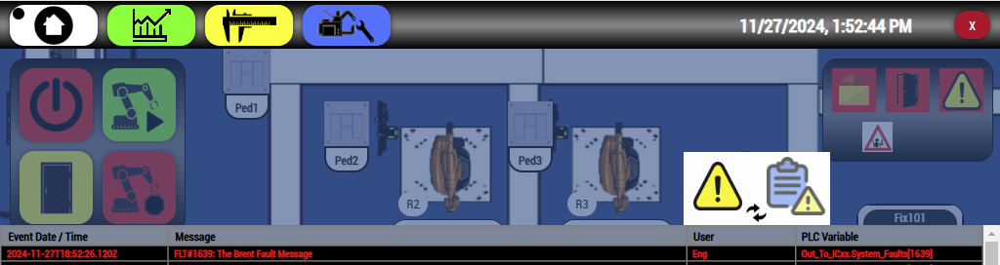 11/27/2024, 1:52:44 PM
X
Ped1
Ped2
Ped3
R2
R3
Fix101
Event Date / Time Message User PLC Variable
2024-11-27T18:52:26.120Z FLT#1639: The Brent Fault Message Eng Out_To_ICxx.System_Faults[1639]